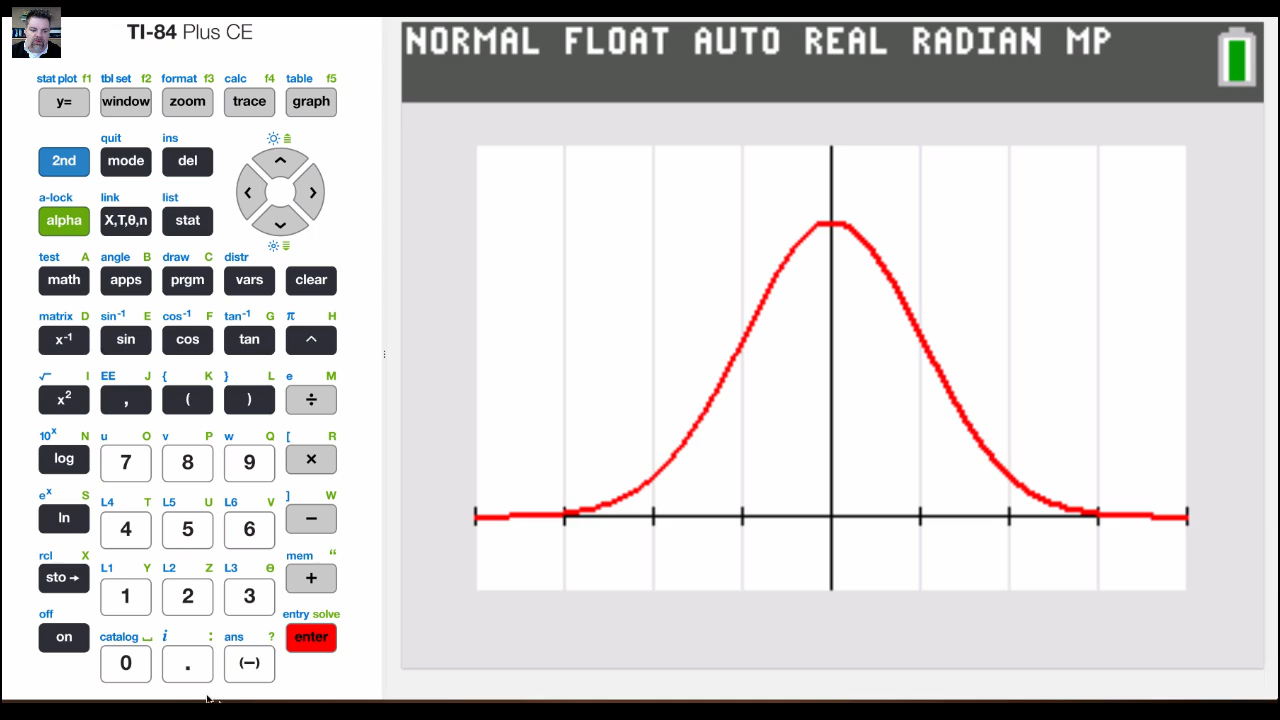 TI-84 Plus CE
NORMAL FLOAT AUTO REAL RADIAN MP
stat plot f1 tbl set f2 format f3 calc f4 table f5
y= window zoom trace graph
quit ins
2nd mode del
a-lock link list
alpha X,T,θ,n stat
test A angle B draw C distr
math apps prgm vars clear
matrix D sin⁻¹ E cos⁻¹ F tan⁻¹ G π H
x⁻¹ sin cos tan ^
√ I EE J { K } L e M
x² , ( ) ÷
10ˣ N u O v P w Q [ R
log 7 8 9 ×
eˣ S L4 T L5 U L6 V ] W
ln 4 5 6 −
rcl X L1 Y L2 Z L3 θ mem “
sto→ 1 2 3 +
off catalog ⎵ i : ans ? entry solve
on 0 . (−) enter